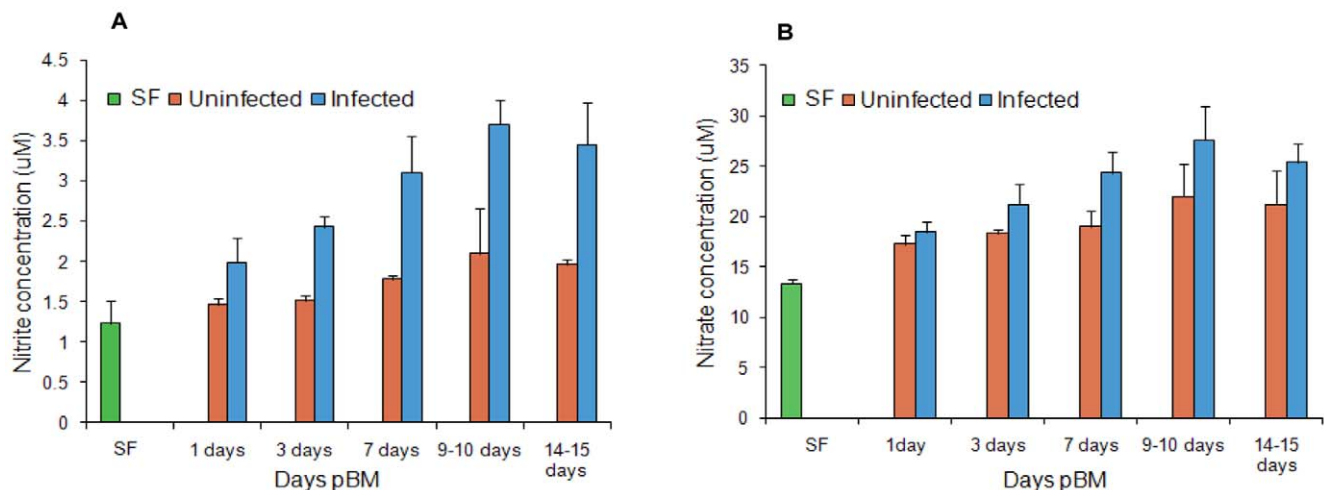 A
4.5
4
3.5
3
2.5
2
1.5
1
0.5
0
Nitrite concentration (uM)
SF Uninfected Infected
SF 1 days 3 days 7 days 9-10 days 14-15
days
Days pBM
B
35
30
25
20
15
10
5
0
Nitrate concentration (uM)
SF Uninfected Infected
SF 1day 3 days 7 days 9-10 days 14-15
days
Days pBM